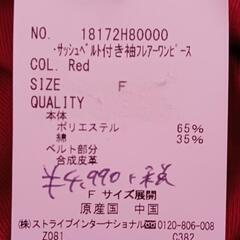 NO. 18172H80000
・サッシュベルト付き袖フレアーワンピース
COL. Red
SIZE F
QUALITY
本体
ポリエステル 65%
綿 35%
ベルト部分
合成皮革
¥4,990+税
F サイズ展開
原産国 中国
(株)ストライプインターナショナル 0120-806-008
Z081 C382